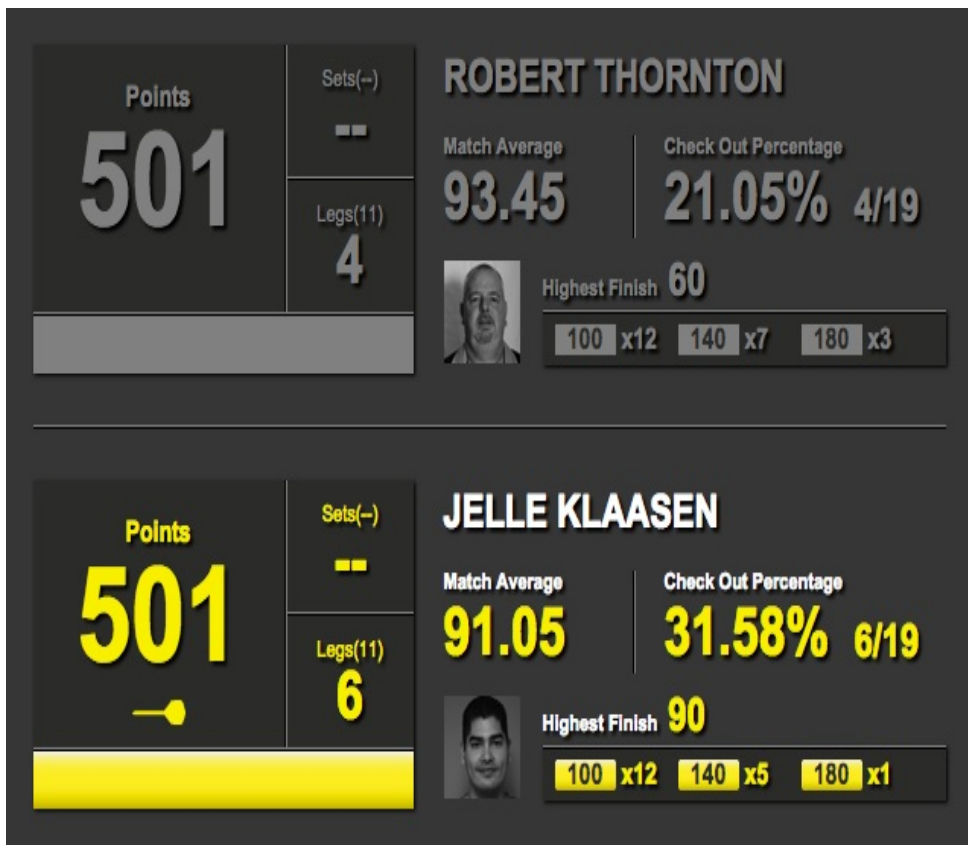 Points
501
Sets(--)
--
Legs(11)
4
ROBERT THORNTON
Match Average
93.45
Check Out Percentage
21.05% 4/19
Highest Finish 60
100 x12 140 x7 180 x3
Points
501
Sets(--)
--
Legs(11)
6
JELLE KLAASEN
Match Average
91.05
Check Out Percentage
31.58% 6/19
Highest Finish 90
100 x12 140 x5 180 x1